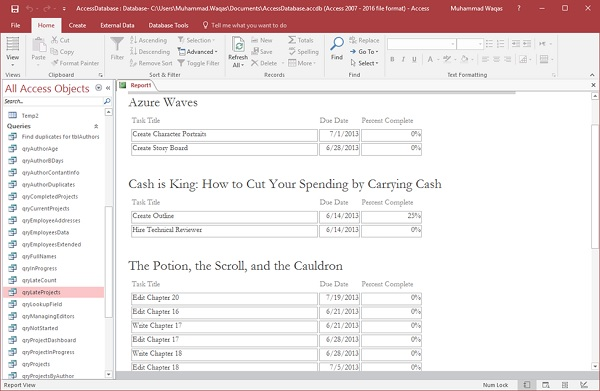 AccessDatabase : Database- C:\Users\Muhammad.Waqas\Documents\AccessDatabase.accdb (Access 2007 - 2016 file format) - Access
Muhammad Waqas
File Home Create External Data Database Tools Tell me what you want to do
View
Paste
Cut
Copy
Format Painter
Filter
Ascending
Descending
Remove Sort
Selection
Advanced
Toggle Filter
Refresh All
New
Save
Delete
Totals
Spelling
More
Find
Replace
Go To
Select
B I U
Views Clipboard Sort & Filter Records Find Text Formatting
All Access Objects
Search...
Temp2
Queries
Find duplicates for tblAuthors
qryAuthorAge
qryAuthorBDays
qryAuthorContantInfo
qryAuthorDuplicates
qryCompletedProjects
qryCurrentProjects
qryEmployeeAddresses
qryEmployeesData
qryEmployeesExtended
qryFullNames
qryInProgress
qryLateCount
qryLateProjects
qryLookupField
qryManagingEditors
qryNotStarted
qryProjectDashboard
qryProjectInProgress
qryProjects
qryProjectsByAuthor
Report1
Azure Waves
Task Title Due Date Percent Complete
Create Character Portraits 7/1/2013 0%
Create Story Board 6/28/2013 0%
Cash is King: How to Cut Your Spending by Carrying Cash
Task Title Due Date Percent Complete
Create Outline 6/14/2013 25%
Hire Technical Reviewer 6/14/2013 0%
The Potion, the Scroll, and the Cauldron
Task Title Due Date Percent Complete
Edit Chapter 20 7/19/2013 0%
Edit Chapter 16 6/21/2013 0%
Write Chapter 17 6/21/2013 0%
Edit Chapter 17 6/28/2013 0%
Write Chapter 18 6/28/2013 0%
Edit Chapter 18 7/5/2013 0%
Report View
Num Lock